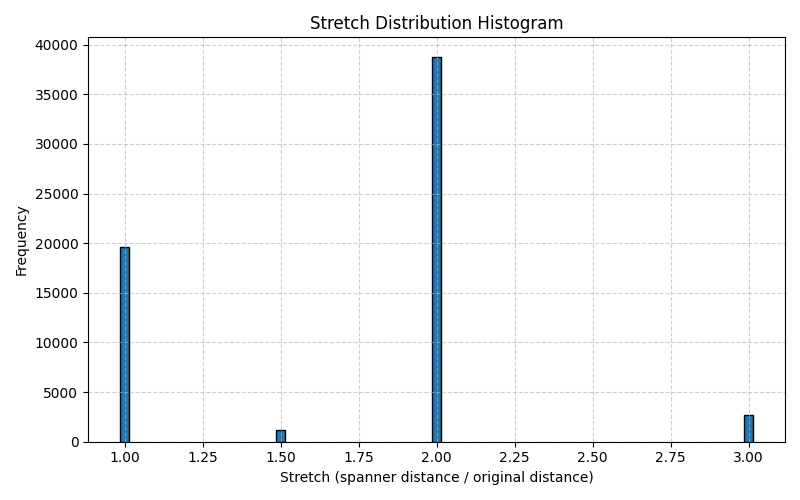 Stretch Distribution Histogram
40000
35000
30000
25000
20000
15000
10000
5000
0
Frequency
1.00 1.25 1.50 1.75 2.00 2.25 2.50 2.75 3.00
Stretch (spanner distance / original distance)